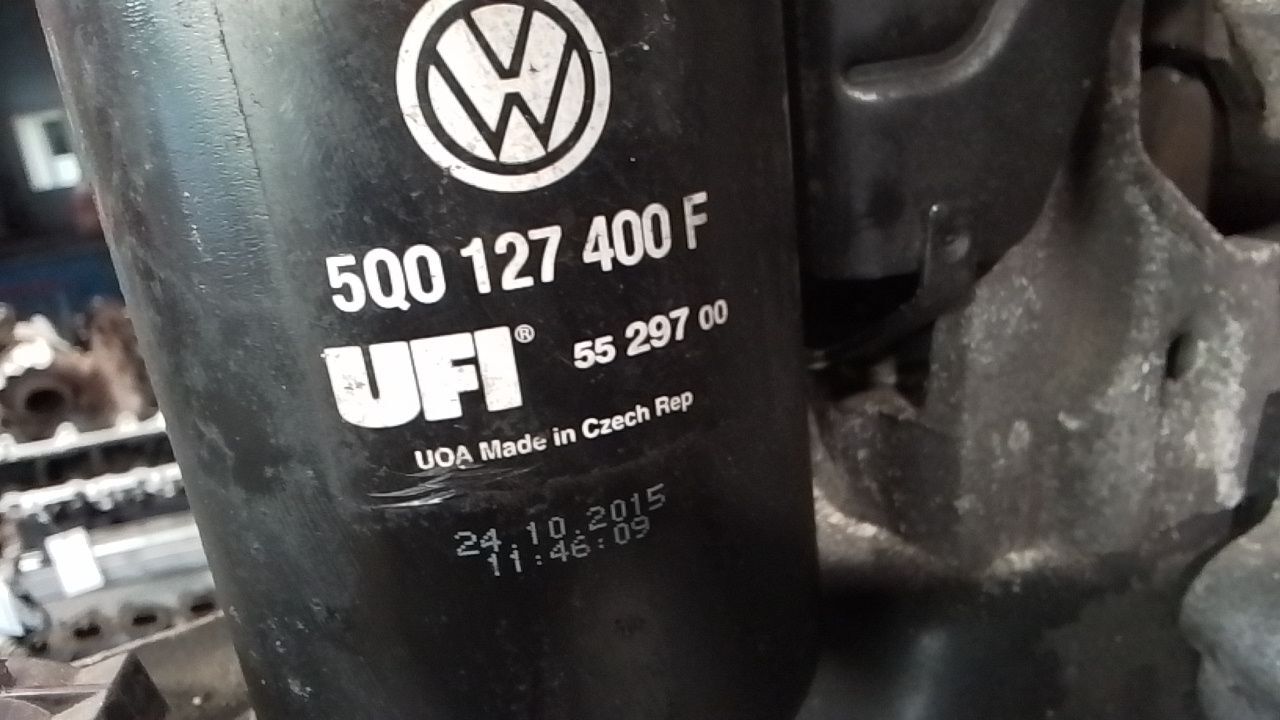 5Q0 127 400 F
UFI® 55 297 00
UOA Made in Czech Rep
24.10.2015
11:46:09